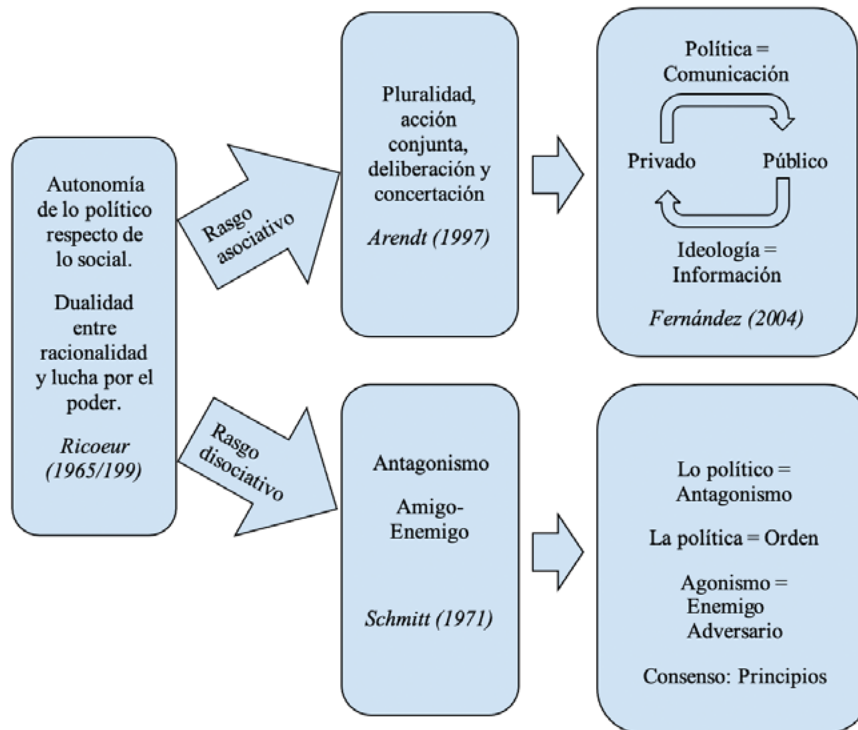 Autonomía
de lo político
respecto de
lo social.
Dualidad
entre
racionalidad
y lucha por el
poder.
Ricoeur
(1965/199)
Rasgo
asociativo
Pluralidad,
acción
conjunta,
deliberación y
concertación
Arendt (1997)
Política =
Comunicación
Privado
Público
Ideología =
Información
Fernández (2004)
Rasgo
disociativo
Antagonismo
Amigo-
Enemigo
Schmitt (1971)
Lo político =
Antagonismo
La política = Orden
Agonismo =
Enemigo
Adversario
Consenso: Principios